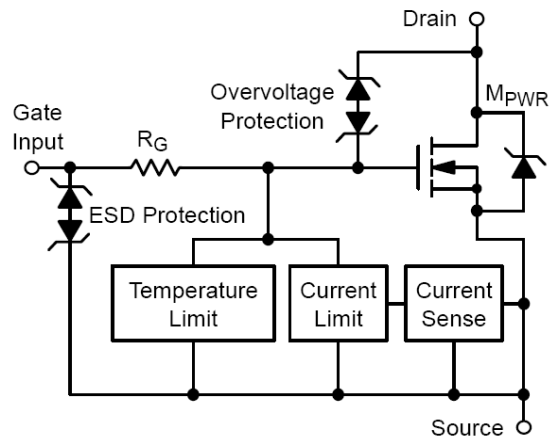 Drain
Overvoltage
Protection
MPWR
Gate
Input
RG
ESD Protection
Temperature
Limit
Current
Limit
Current
Sense
Source